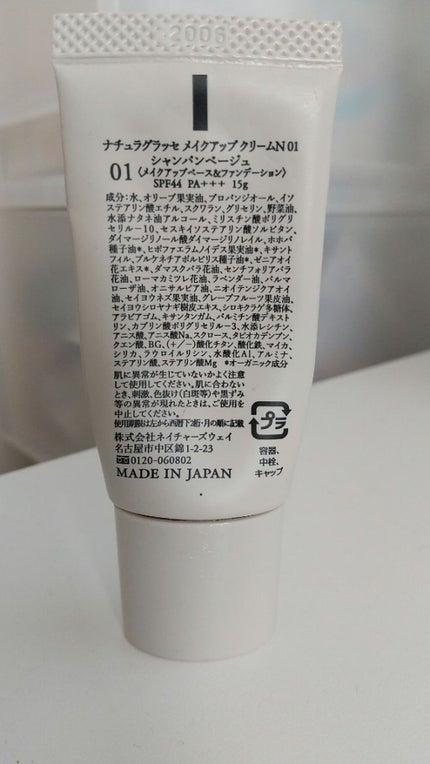 2006
ナチュラグラッセ メイクアップ クリームN 01
シャンパンベージュ
01〈メイクアップベース&ファンデーション〉
SPF44 PA+++ 15g
成分:水、オリーブ果実油、プロパンジオール、イソ
ステアリン酸エチル、スクワラン、グリセリン、野菜油、
水添ナタネ油アルコール、ミリスチン酸ポリグリ
セリル-10、セスキイソステアリン酸ソルビタン、
ダイマージリノール酸ダイマージリノレイル、ホホバ
種子油*、ヒポファエラムノイデス果実油*、キサント
フィル、プルケネチアボルビリス種子油*、ゼニアオイ
花エキス*、ダマスクバラ花油、センチフォリアバラ
花油、ローマカミツレ花油、ラベンダー油、パルマ
ローザ油、オニサルビア油、ニオイテンジクアオイ
油、セイヨウネズ果実油、グレープフルーツ果皮油、
セイヨウシロヤナギ樹皮エキス、シロキクラゲ多糖体、
アラビアゴム、キサンタンガム、パルミチン酸デキスト
リン、カプリン酸ポリグリセリル-3、水添レシチン、
アニス酸、アニス酸Na、スクロース、タピオカデンプン、
クエン酸、BG、(+/-)酸化チタン、酸化鉄、マイカ、
シリカ、ラウロイルリシン、水酸化Al、アルミナ、
ステアリン酸、ステアリン酸Mg *オーガニック成分
肌に異常が生じていないかよく注意
して使用してください。肌に合わない
とき、刺激、色抜け(白斑等)や黒ずみ
等の異常が現れたときは、ご使用を
中止してください。
使用期限は左から西暦下2桁・月の順に記載
株式会社ネイチャーズウェイ
名古屋市中区錦1-2-23
0120-060802
MADE IN JAPAN
プラ
容器、
中栓、
キャップ